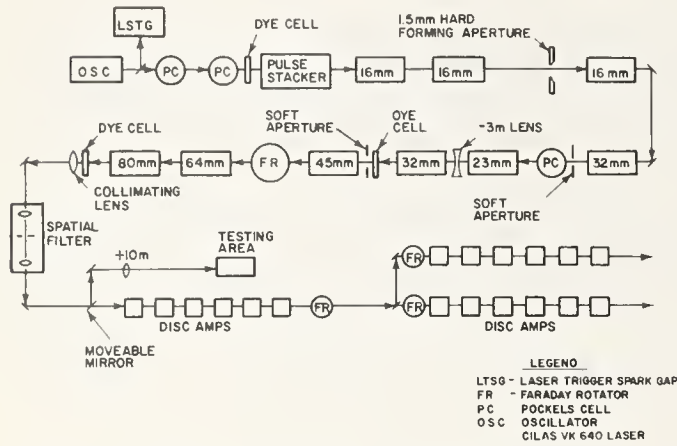 LSTG
DYE CELL
1.5mm HARD
FORMING APERTURE
OSC
PC
PC
PULSE
STACKER
16mm
16mm
16mm
DYE CELL
SOFT
APERTURE
OYE
CELL
-3m LENS
80mm
64mm
FR
45mm
32mm
23mm
PC
32mm
COLLIMATING
LENS
SOFT
APERTURE
SPATIAL
FILTER
+10m
TESTING
AREA
FR
FR
FR
DISC AMPS
DISC AMPS
MOVEABLE
MIRROR
LEGENO
LTSG - LASER TRIGGER SPARK GAP
FR - FARADAY ROTATOR
PC POCKELS CELL
OSC OSCILLATOR
CILAS VK 640 LASER